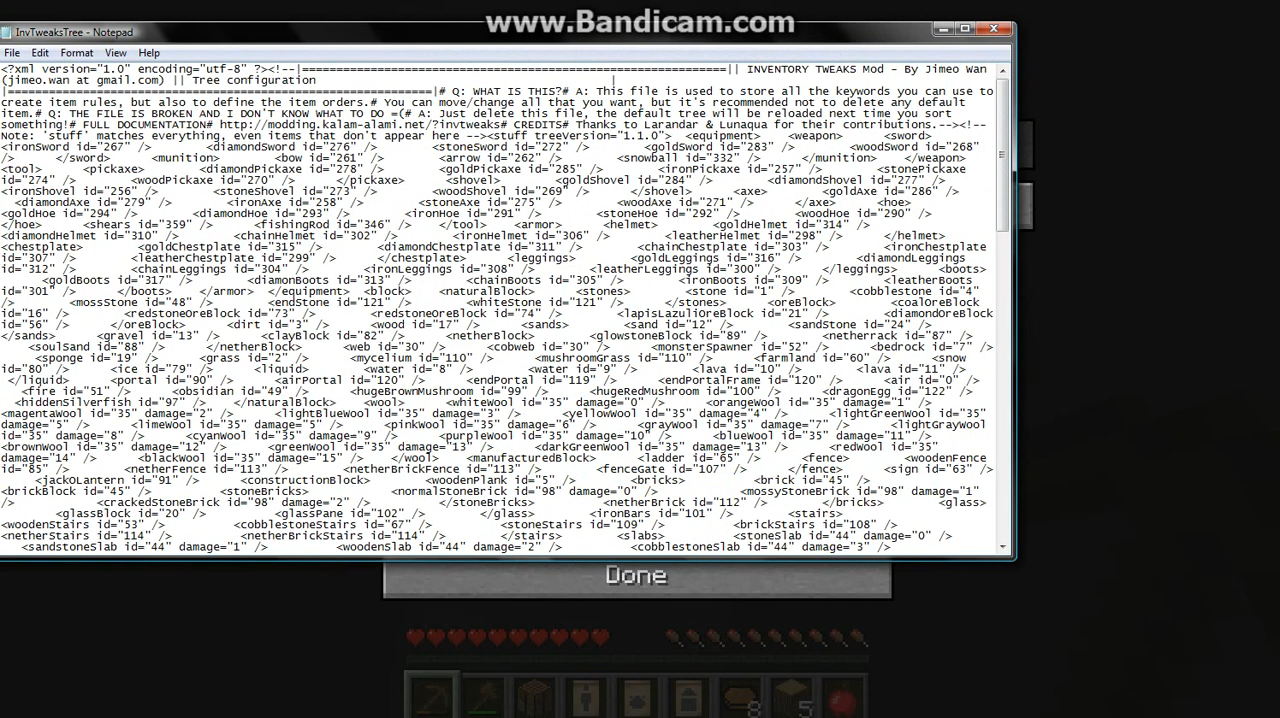 www.Bandicam.com
InvTweaksTree - Notepad
File Edit Format View Help
<?xml version="1.0" encoding="utf-8" ?><!--|=============================================================|| INVENTORY TWEAKS Mod - By Jimeo Wan
(jimeo.wan at gmail.com) || Tree configuration |
|=============================================================|# Q: WHAT IS THIS?# A: This file is used to store all the keywords you can use to
create item rules, but also to define the item orders.# You can move/change all that you want, but it's recommended not to delete any default
item.# Q: THE FILE IS BROKEN AND I DON'T KNOW WHAT TO DO =(# A: Just delete this file, the default tree will be reloaded next time you sort
something!# FULL DOCUMENTATION# http://modding.kalam-alami.net/?invtweaks# CREDITS# Thanks to Larandar & Lunaqua for their contributions.--><!--
Note: 'stuff' matches everything, even items that don't appear here --><stuff treeVersion="1.1.0"> <equipment> <weapon> <sword>
<ironSword id="267" /> <diamondSword id="276" /> <stoneSword id="272" /> <goldSword id="283" /> <woodSword id="268"
/> </sword> <munition> <bow id="261" /> <arrow id="262" /> <snowball id="332" /> </munition> </weapon>
<tool> <pickaxe> <diamondPickaxe id="278" /> <goldPickaxe id="285" /> <ironPickaxe id="257" /> <stonePickaxe
id="274" /> <woodPickaxe id="270" /> </pickaxe> <shovel> <goldShovel id="284" /> <diamondShovel id="277" />
<ironShovel id="256" /> <stoneShovel id="273" /> <woodShovel id="269" /> </shovel> <axe> <goldAxe id="286" />
<diamondAxe id="279" /> <ironAxe id="258" /> <stoneAxe id="275" /> <woodAxe id="271" /> </axe> <hoe>
<goldHoe id="294" /> <diamondHoe id="293" /> <ironHoe id="291" /> <stoneHoe id="292" /> <woodHoe id="290" />
</hoe> <shears id="359" /> <fishingRod id="346" /> </tool> <armor> <helmet> <goldHelmet id="314" />
<diamondHelmet id="310" /> <chainHelmet id="302" /> <ironHelmet id="306" /> <leatherHelmet id="298" /> </helmet>
<chestplate> <goldChestplate id="315" /> <diamondChestplate id="311" /> <chainChestplate id="303" /> <ironChestplate
id="307" /> <leatherChestplate id="299" /> </chestplate> <leggings> <goldLeggings id="316" /> <diamondLeggings
id="312" /> <chainLeggings id="304" /> <ironLeggings id="308" /> <leatherLeggings id="300" /> </leggings> <boots>
<goldBoots id="317" /> <diamonBoots id="313" /> <chainBoots id="305" /> <ironBoots id="309" /> <leatherBoots
id="301" /> </boots> </armor> </equipment> <block> <naturalBlock> <stones> <stone id="1" /> <cobblestone id="4"
/> <mossStone id="48" /> <endStone id="121" /> <whiteStone id="121" /> </stones> <oreBlock> <coalOreBlock
id="16" /> <redstoneOreBlock id="73" /> <redstoneOreBlock id="74" /> <lapisLazuliOreBlock id="21" /> <diamondOreBlock
id="56" /> </oreBlock> <dirt id="3" /> <wood id="17" /> <sands> <sand id="12" /> <sandStone id="24" />
</sands> <gravel id="13" /> <clayBlock id="82" /> <netherBlock> <glowstoneBlock id="89" /> <netherrack id="87" />
<soulSand id="88" /> </netherBlock> <web id="30" /> <cobweb id="30" /> <monsterSpawner id="52" /> <bedrock id="7" />
<sponge id="19" /> <grass id="2" /> <mycelium id="110" /> <mushroomGrass id="110" /> <farmland id="60" /> <snow
id="80" /> <ice id="79" /> <liquid> <water id="8" /> <water id="9" /> <lava id="10" /> <lava id="11" />
</liquid> <portal id="90" /> <airPortal id="120" /> <endPortal id="119" /> <endPortalFrame id="120" /> <air id="0" />
<fire id="51" /> <obsidian id="49" /> <hugeBrownMushroom id="99" /> <hugeRedMushroom id="100" /> <dragonEgg id="122" />
<hiddenSilverfish id="97" /> </naturalBlock> <wool> <whiteWool id="35" damage="0" /> <orangeWool id="35" damage="1" />
<magentaWool id="35" damage="2" /> <lightBlueWool id="35" damage="3" /> <yellowWool id="35" damage="4" /> <lightGreenWool id="35"
damage="5" /> <limeWool id="35" damage="5" /> <pinkWool id="35" damage="6" /> <grayWool id="35" damage="7" /> <lightGrayWool
id="35" damage="8" /> <cyanWool id="35" damage="9" /> <purpleWool id="35" damage="10" /> <blueWool id="35" damage="11" />
<brownWool id="35" damage="12" /> <greenWool id="35" damage="13" /> <darkGreenWool id="35" damage="13" /> <redWool id="35"
damage="14" /> <blackWool id="35" damage="15" /> </wool> <manufacturedBlock> <ladder id="65" /> <fence> <woodenFence
id="85" /> <netherFence id="113" /> <netherBrickFence id="113" /> <fenceGate id="107" /> </fence> <sign id="63" />
<jackOLantern id="91" /> <constructionBlock> <woodenPlank id="5" /> <bricks> <brick id="45" />
<brickBlock id="45" /> <stoneBricks> <normalStoneBrick id="98" damage="0" /> <mossyStoneBrick id="98" damage="1"
/> <crackedStoneBrick id="98" damage="2" /> </stoneBricks> <netherBrick id="112" /> </bricks> <glass>
<glassBlock id="20" /> <glassPane id="102" /> </glass> <ironBars id="101" /> <stairs>
<woodenStairs id="53" /> <cobblestoneStairs id="67" /> <stoneStairs id="109" /> <brickStairs id="108" />
<netherStairs id="114" /> <netherBrickStairs id="114" /> </stairs> <slabs> <stoneSlab id="44" damage="0" />
<sandstoneSlab id="44" damage="1" /> <woodenSlab id="44" damage="2" /> <cobblestoneSlab id="44" damage="3" />
Done
8
5